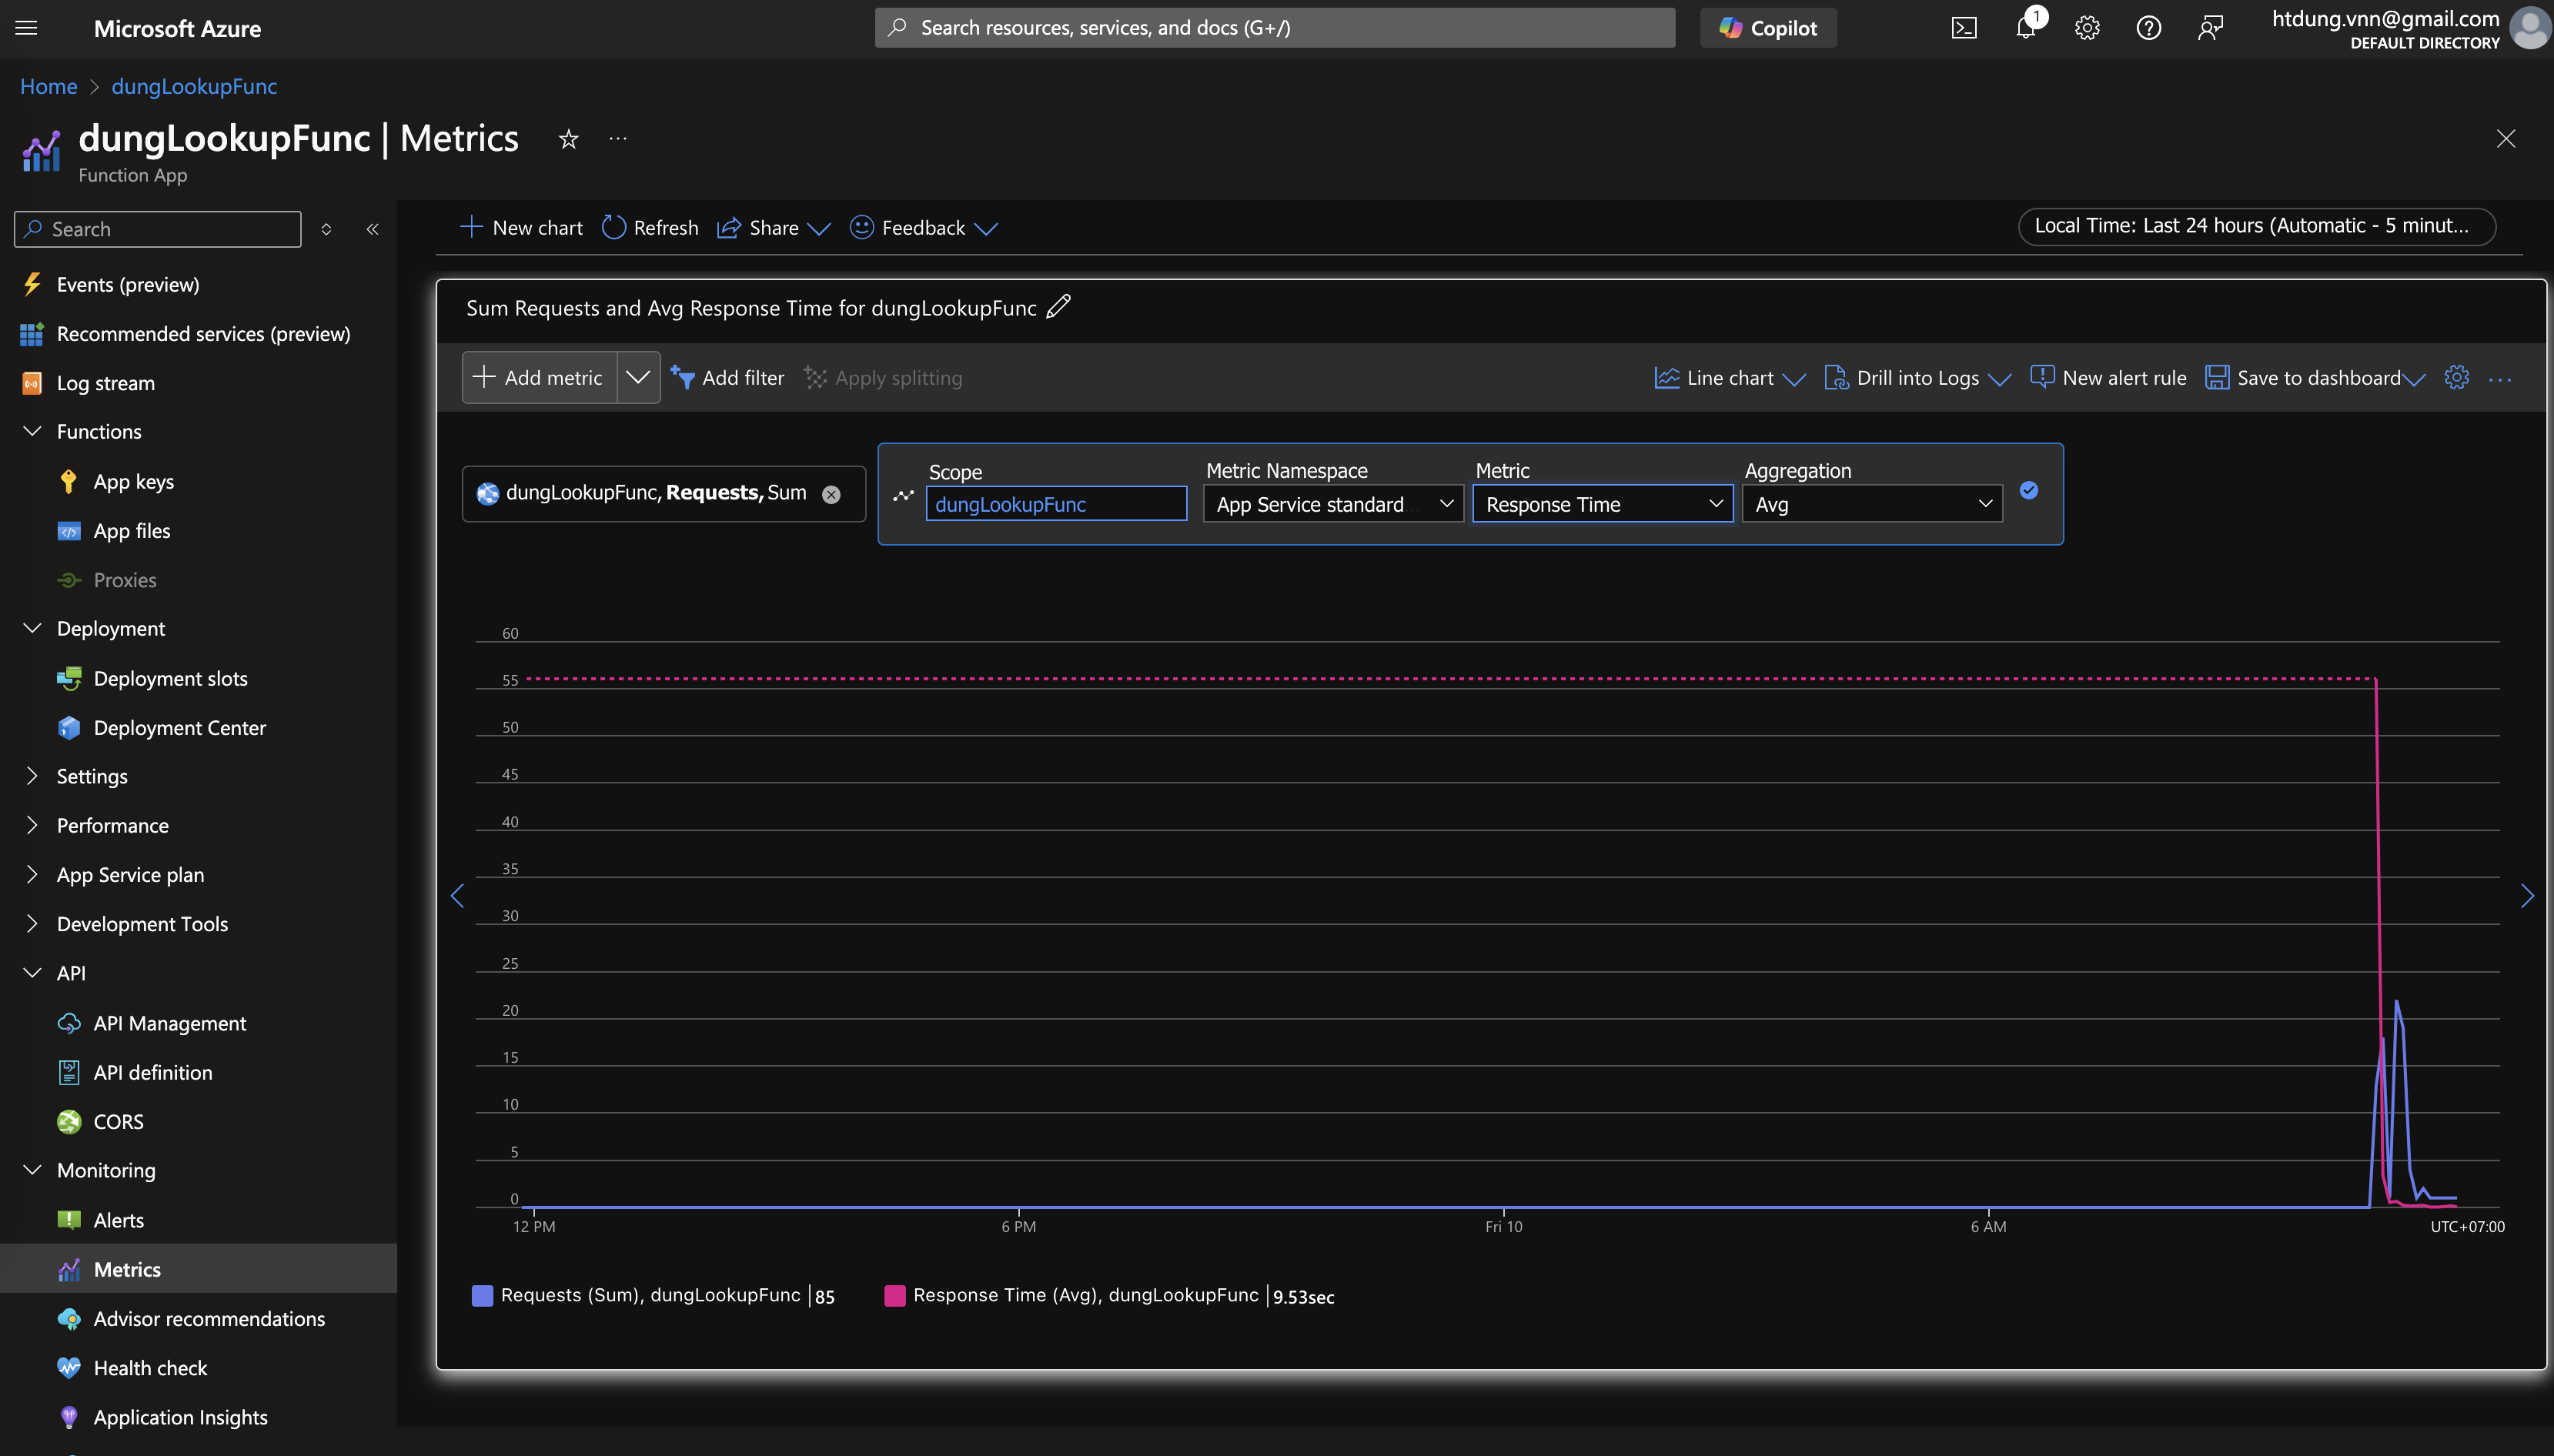 Microsoft Azure
Search resources, services, and docs (G+/)
Copilot
1
htdung.vnn@gmail.com
DEFAULT DIRECTORY
Home > dungLookupFunc
dungLookupFunc | Metrics
Function App
Search
Events (preview)
Recommended services (preview)
Log stream
Functions
App keys
App files
Proxies
Deployment
Deployment slots
Deployment Center
Settings
Performance
App Service plan
Development Tools
API
API Management
API definition
CORS
Monitoring
Alerts
Metrics
Advisor recommendations
Health check
Application Insights
New chart
Refresh
Share
Feedback
Local Time: Last 24 hours (Automatic - 5 minut...
Sum Requests and Avg Response Time for dungLookupFunc
Add metric
Add filter
Apply splitting
Line chart
Drill into Logs
New alert rule
Save to dashboard
dungLookupFunc, Requests, Sum
Scope
dungLookupFunc
Metric Namespace
App Service standard
Metric
Response Time
Aggregation
Avg
60
55
50
45
40
35
30
25
20
15
10
5
0
12 PM
6 PM
Fri 10
6 AM
UTC+07:00
Requests (Sum), dungLookupFunc | 85
Response Time (Avg), dungLookupFunc | 9.53sec